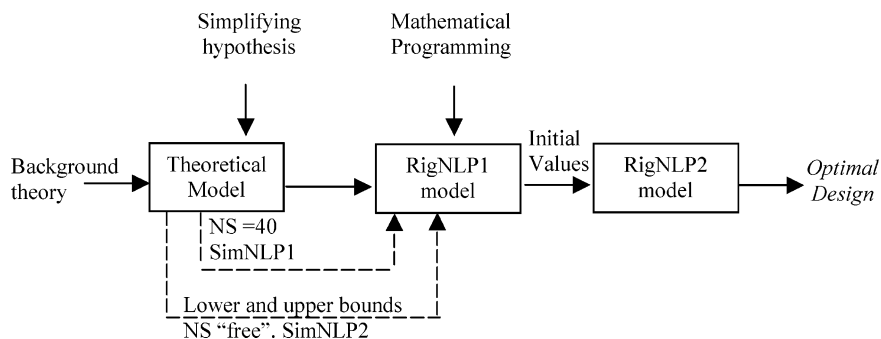 Simplifying
hypothesis
Mathematical
Programming
Background
theory
Theoretical
Model
RigNLP1
model
Initial
Values
RigNLP2
model
Optimal
Design
NS =40
SimNLP1
Lower and upper bounds
NS “free”. SimNLP2